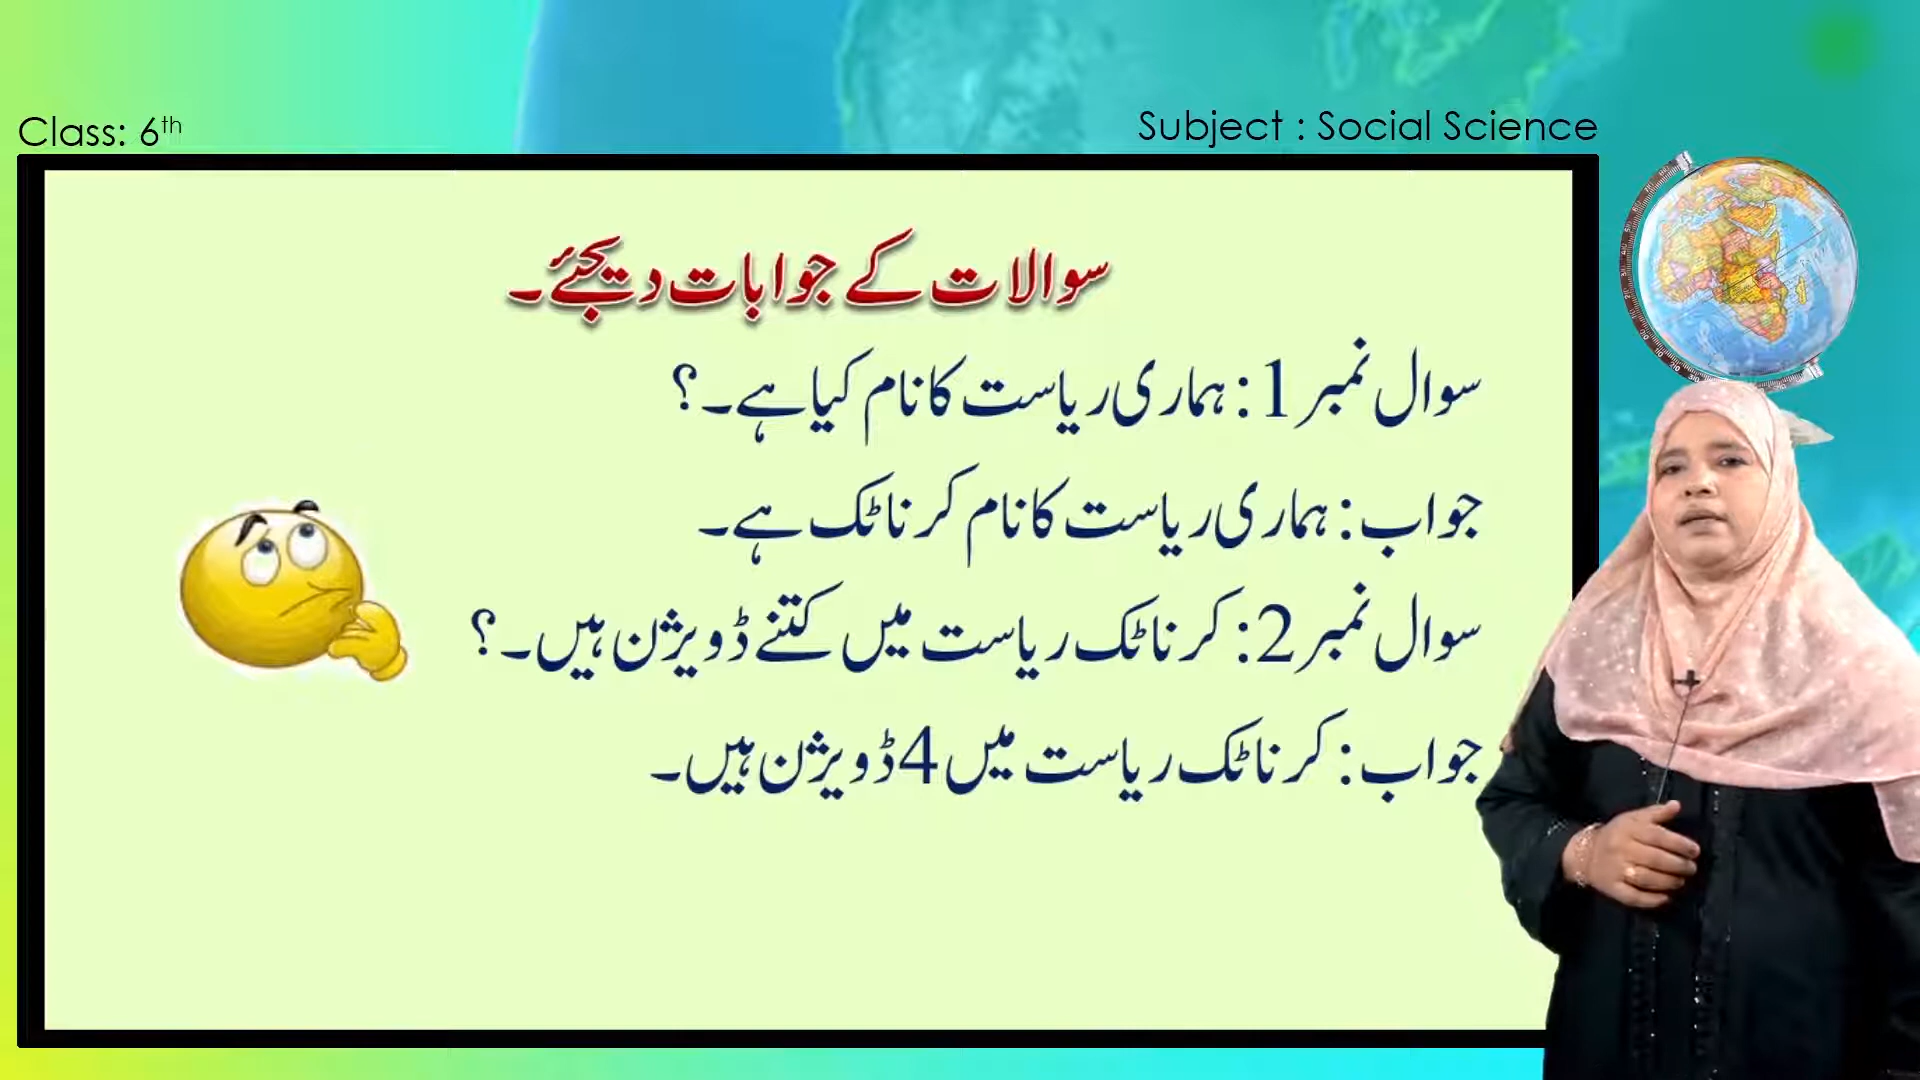 Class: 6th
Subject : Social Science
سوالات کے جوابات دیجئے۔
سوال نمبر 1: ہماری ریاست کا نام کیا ہے۔؟
جواب: ہماری ریاست کا نام کرناٹک ہے۔
سوال نمبر 2: کرناٹک ریاست میں کتنے ڈویژن ہیں۔؟
جواب: کرناٹک ریاست میں 4 ڈویژن ہیں۔